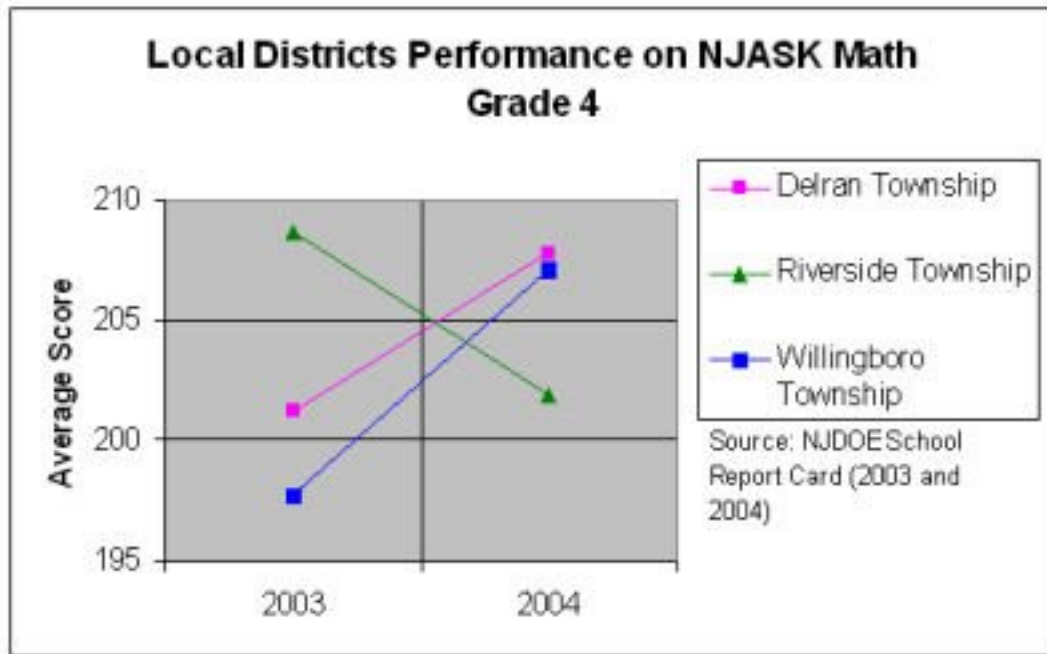 Local Districts Performance on NJASK Math
Grade 4
210
205
200
195
Average Score
2003
2004
Delran Township
Riverside Township
Willingboro
Township
Source: NJDOESchool
Report Card (2003 and
2004)